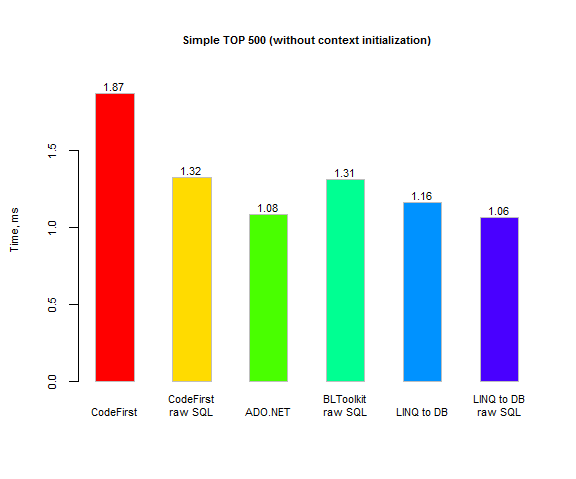 Simple TOP 500 (without context initialization)
1.87
1.32
1.08
1.31
1.16
1.06
Time, ms
1.5
1.0
0.5
0.0
CodeFirst
CodeFirst
raw SQL
ADO.NET
BLToolkit
raw SQL
LINQ to DB
LINQ to DB
raw SQL